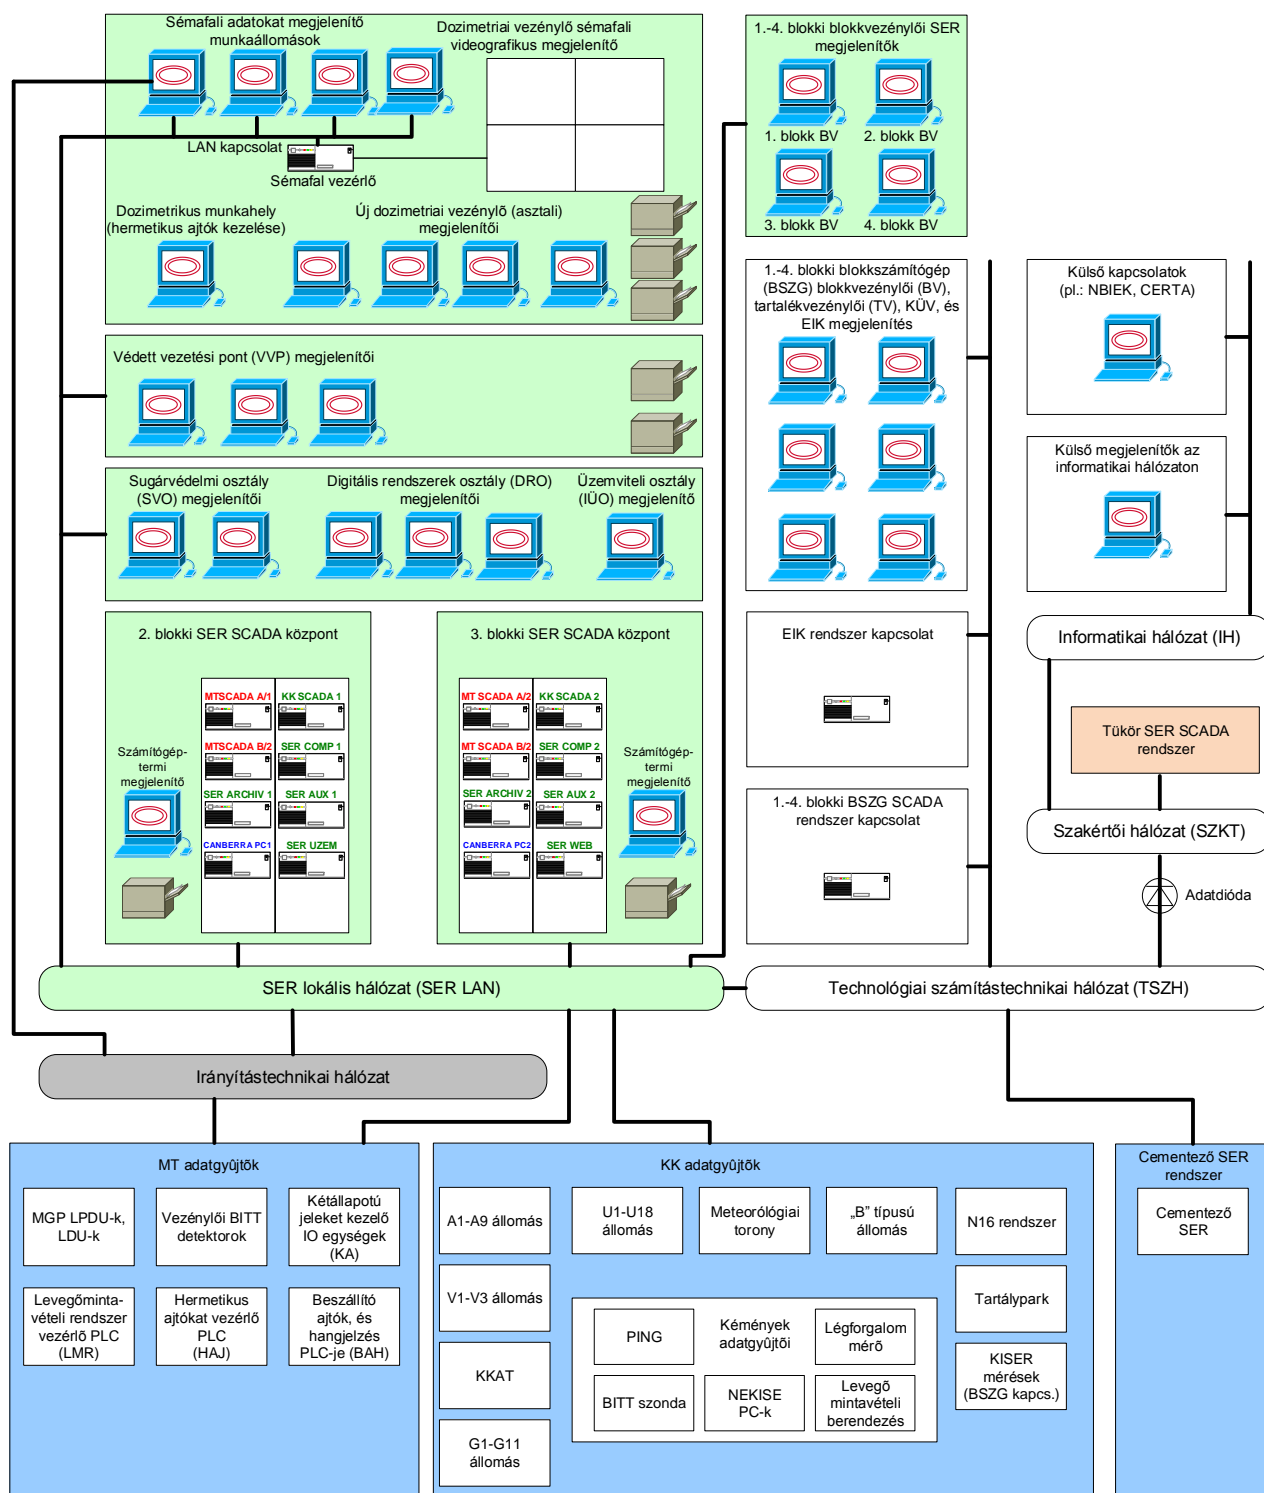 Sémafali adatokat megjelenítő
munkaállomások
Dozimetriai vezénylő sémafali
videografikus megjelenítő
LAN kapcsolat
Sémafal vezérlő
Dozimetrikus munkahely
(hermetikus ajtók kezelése)
Új dozimetriai vezénylő (asztali)
megjelenítői
1.-4. blokki blokkvezénylői SER
megjelenítők
1. blokk BV
2. blokk BV
3. blokk BV
4. blokk BV
1.-4. blokki blokkszámítógép
(BSZG) blokkvezénylői (BV),
tartalékvezénylői (TV), KÜV, és
EIK megjelenítés
Külső kapcsolatok
(pl.: NBIEK, CERTA)
Védett vezetési pont (VVP) megjelenítői
Külső megjelenítők az
informatikai hálózaton
Sugárvédelmi osztály
(SVO) megjelenítői
Digitális rendszerek osztály (DRO)
megjelenítői
Üzemviteli osztály
(IÜO) megjelenítő
2. blokki SER SCADA központ
MTSCADA A/1
KK SCADA 1
MTSCADA B/2
SER COMP 1
SER ARCHIV 1
SER AUX 1
CANBERRA PC1
SER UZEM
Számítógép-
termi
megjelenítő
3. blokki SER SCADA központ
MT SCADA A/2
KK SCADA 2
MT SCADA B/2
SER COMP 2
SER ARCHIV 2
SER AUX 2
CANBERRA PC2
SER WEB
Számítógép-
termi
megjelenítő
EIK rendszer kapcsolat
1.-4. blokki BSZG SCADA
rendszer kapcsolat
Informatikai hálózat (IH)
Tükör SER SCADA
rendszer
Szakértői hálózat (SZKT)
Adatdióda
SER lokális hálózat (SER LAN)
Technológiai számítástechnikai hálózat (TSZH)
Irányítástechnikai hálózat
MT adatgyûjtõk
MGP LPDU-k,
LDU-k
Vezénylői BITT
detektorok
Kétállapotú
jeleket kezelő
IO egységek
(KA)
Levegőminta-
vételi rendszer
vezérlõ PLC
(LMR)
Hermetikus
ajtókat vezérlő
PLC
(HAJ)
Beszállító
ajtók, és
hangjelzés
PLC-je (BAH)
KK adatgyûjtõk
A1-A9 állomás
U1-U18
állomás
Meteorológiai
torony
„B” típusú
állomás
N16 rendszer
V1-V3 állomás
Tartálypark
PING
Kémények
adatgyûjtõi
Légforgalom
mérõ
KKAT
BITT szonda
NEKISE
PC-k
Levegõ
mintavételi
berendezés
KISER
mérések
(BSZG kapcs.)
G1-G11
állomás
Cementező SER
rendszer
Cementező
SER